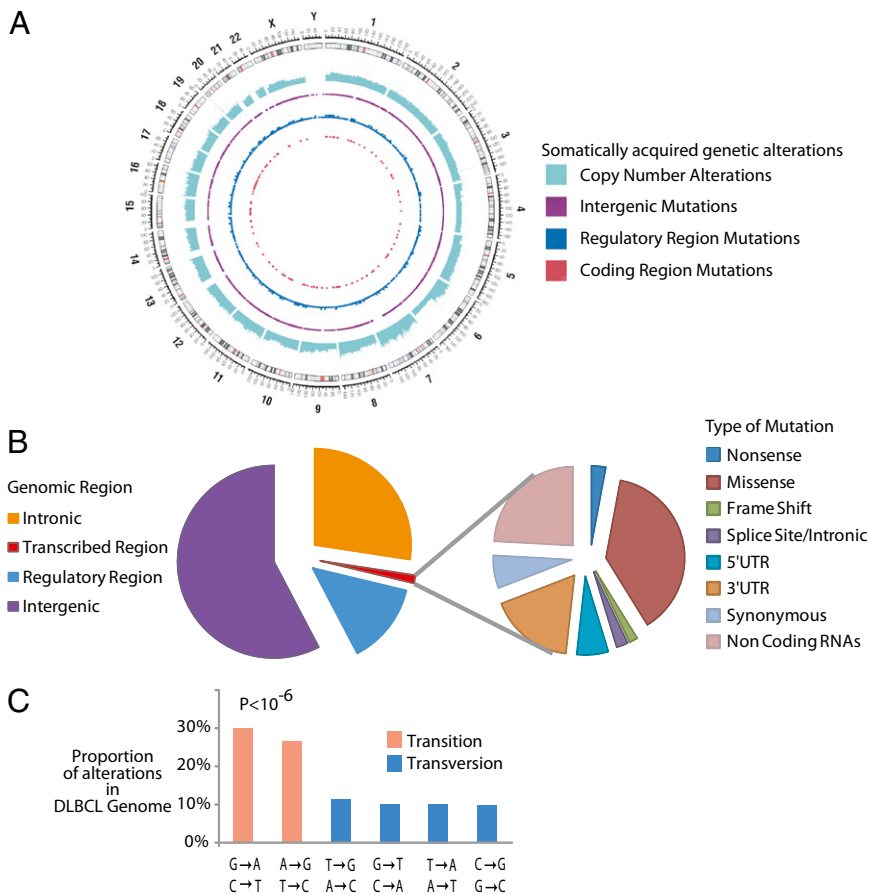 A
1
2
3
4
5
6
7
8
9
10
11
12
13
14
15
16
17
18
19
20
21
22
X
Y
Somatically acquired genetic alterations
Copy Number Alterations
Intergenic Mutations
Regulatory Region Mutations
Coding Region Mutations
B
Genomic Region
Intronic
Transcribed Region
Regulatory Region
Intergenic
Type of Mutation
Nonsense
Missense
Frame Shift
Splice Site/Intronic
5'UTR
3'UTR
Synonymous
Non Coding RNAs
C
P<10-6
Proportion
of alterations
in
DLBCL Genome
30%
20%
10%
0%
Transition
Transversion
G→A A→G T→G G→T T→A C→G
C→T T→C A→C C→A A→T G→C